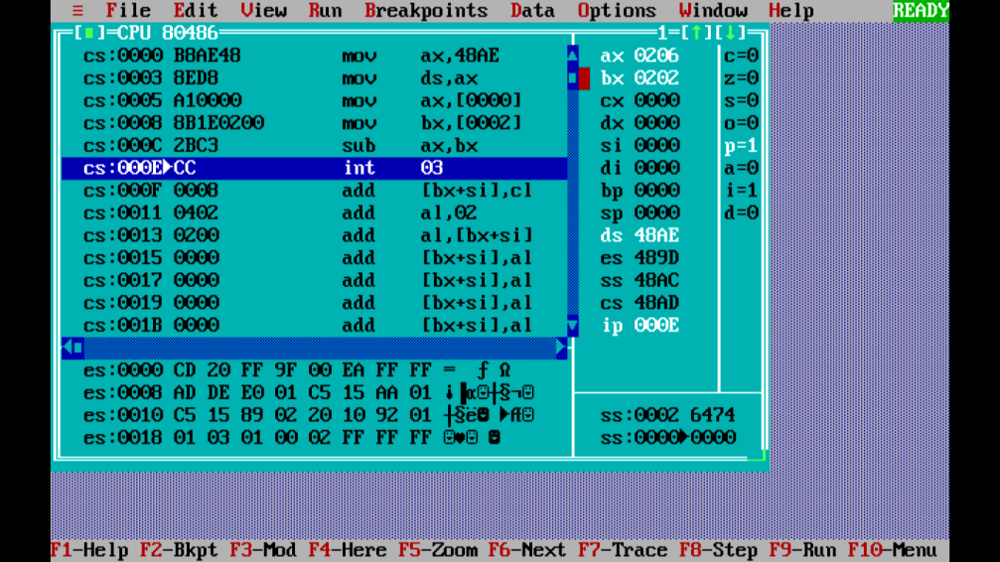 ≡ File Edit View Run Breakpoints Data Options Window Help READY
[■]=CPU 80486 1=[↑][↓]
cs:0000 B8AE48 mov ax,48AE ax 0206 c=0
cs:0003 8ED8 mov ds,ax bx 0202 z=0
cs:0005 A10000 mov ax,[0000] cx 0000 s=0
cs:0008 8B1E0200 mov bx,[0002] dx 0000 o=0
cs:000C 2BC3 sub ax,bx si 0000 p=1
cs:000E►CC int 03 di 0000 a=0
cs:000F 0008 add [bx+si],cl bp 0000 i=1
cs:0011 0402 add al,02 sp 0000 d=0
cs:0013 0200 add al,[bx+si] ds 48AE
cs:0015 0000 add [bx+si],al es 489D
cs:0017 0000 add [bx+si],al ss 48AC
cs:0019 0000 add [bx+si],al cs 48AD
cs:001B 0000 add [bx+si],al ip 000E
es:0000 CD 20 FF 9F 00 EA FF FF = ƒ Ω
es:0008 AD DE E0 01 C5 15 AA 01 ¡▐α☺┼§¬☺
es:0010 C5 15 89 02 20 10 92 01 ┼§ë☻ ►Æ☺ ss:0002 6474
es:0018 01 03 01 00 02 FF FF FF ☺♥☺ ☻ ss:0000►0000
F1-Help F2-Bkpt F3-Mod F4-Here F5-Zoom F6-Next F7-Trace F8-Step F9-Run F10-Menu